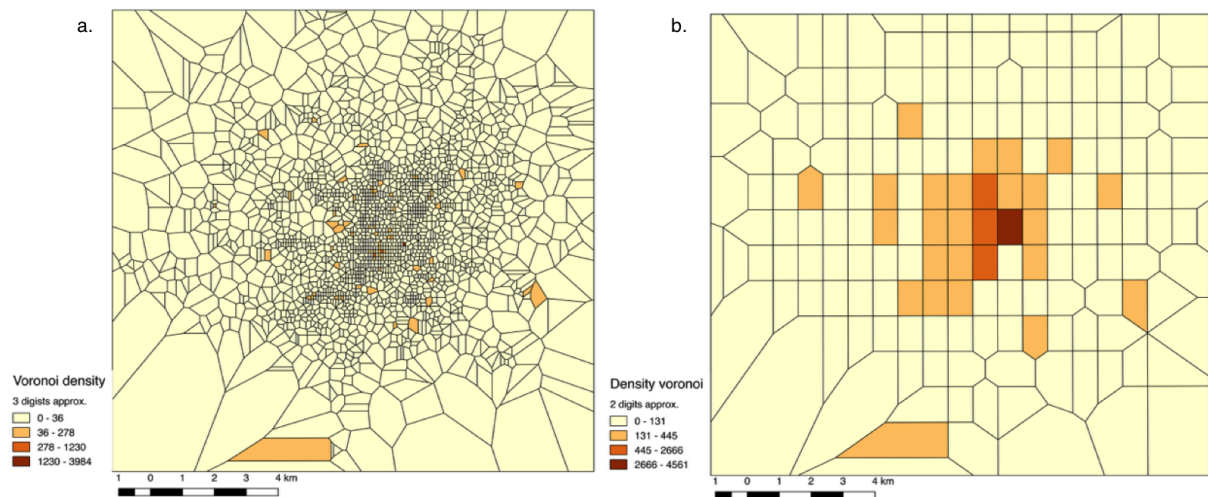 a.
Voronoi density
3 digists approx.
0 - 36
36 - 278
278 - 1230
1230 - 3984
1 0 1 2 3 4 km
b.
Density voronoi
2 digits approx.
0 - 131
131 - 445
445 - 2666
2666 - 4561
1 0 1 2 3 4 km